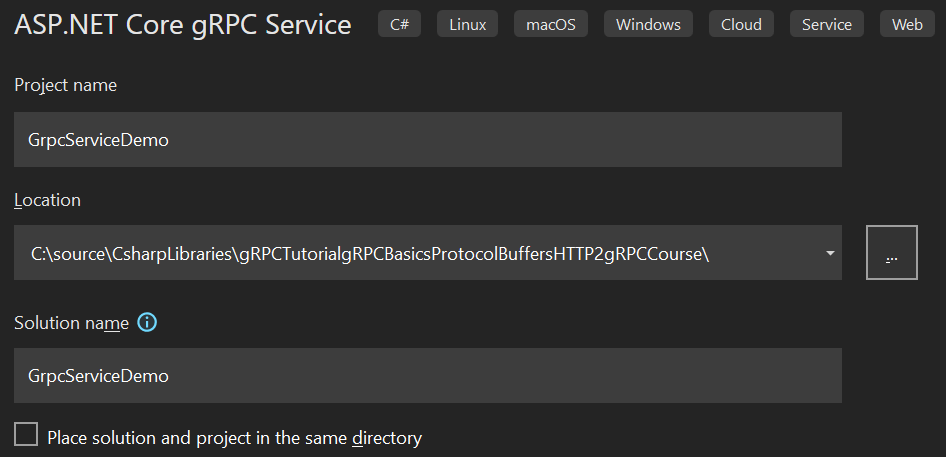 ASP.NET Core gRPC Service C# Linux macOS Windows Cloud Service Web
Project name
GrpcServiceDemo
Location
C:\source\CsharpLibraries\gRPCTutorialgRPCBasicsProtocolBuffersHTTP2gRPCCourse\ ...
Solution name
GrpcServiceDemo
Place solution and project in the same directory